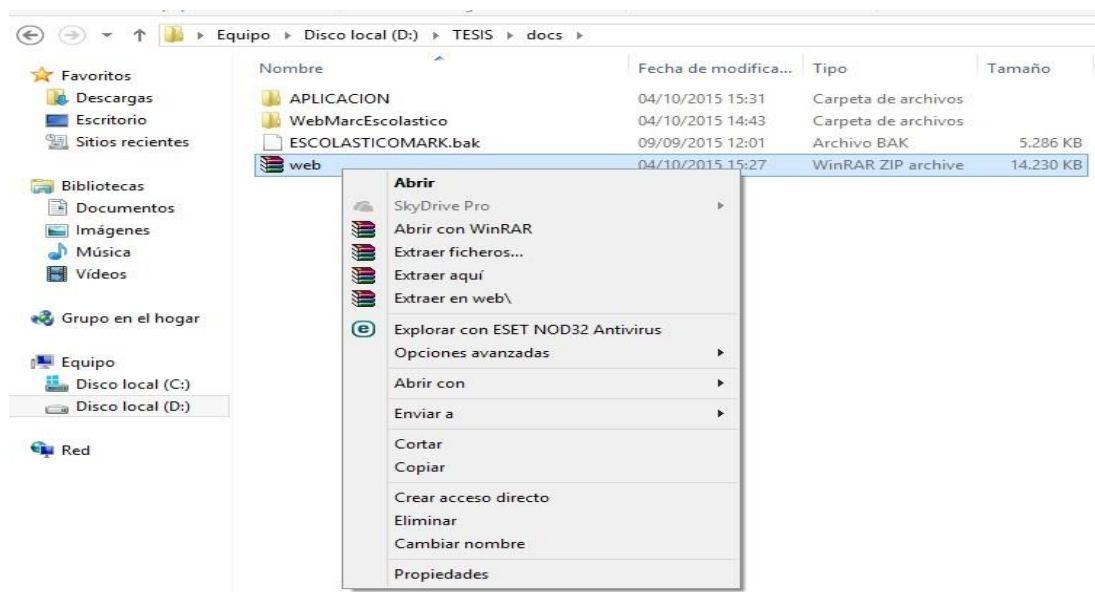 Equipo ▸ Disco local (D:) ▸ TESIS ▸ docs ▸
Favoritos
Descargas
Escritorio
Sitios recientes
Bibliotecas
Documentos
Imágenes
Música
Vídeos
Grupo en el hogar
Equipo
Disco local (C:)
Disco local (D:)
Red
Nombre Fecha de modifica... Tipo Tamaño
APLICACION 04/10/2015 15:31 Carpeta de archivos
WebMarcEscolastico 04/10/2015 14:43 Carpeta de archivos
ESCOLASTICOMARK.bak 09/09/2015 12:01 Archivo BAK 5.286 KB
web 04/10/2015 15:27 WinRAR ZIP archive 14.230 KB
Abrir
SkyDrive Pro
Abrir con WinRAR
Extraer ficheros...
Extraer aquí
Extraer en web\
Explorar con ESET NOD32 Antivirus
Opciones avanzadas
Abrir con
Enviar a
Cortar
Copiar
Crear acceso directo
Eliminar
Cambiar nombre
Propiedades